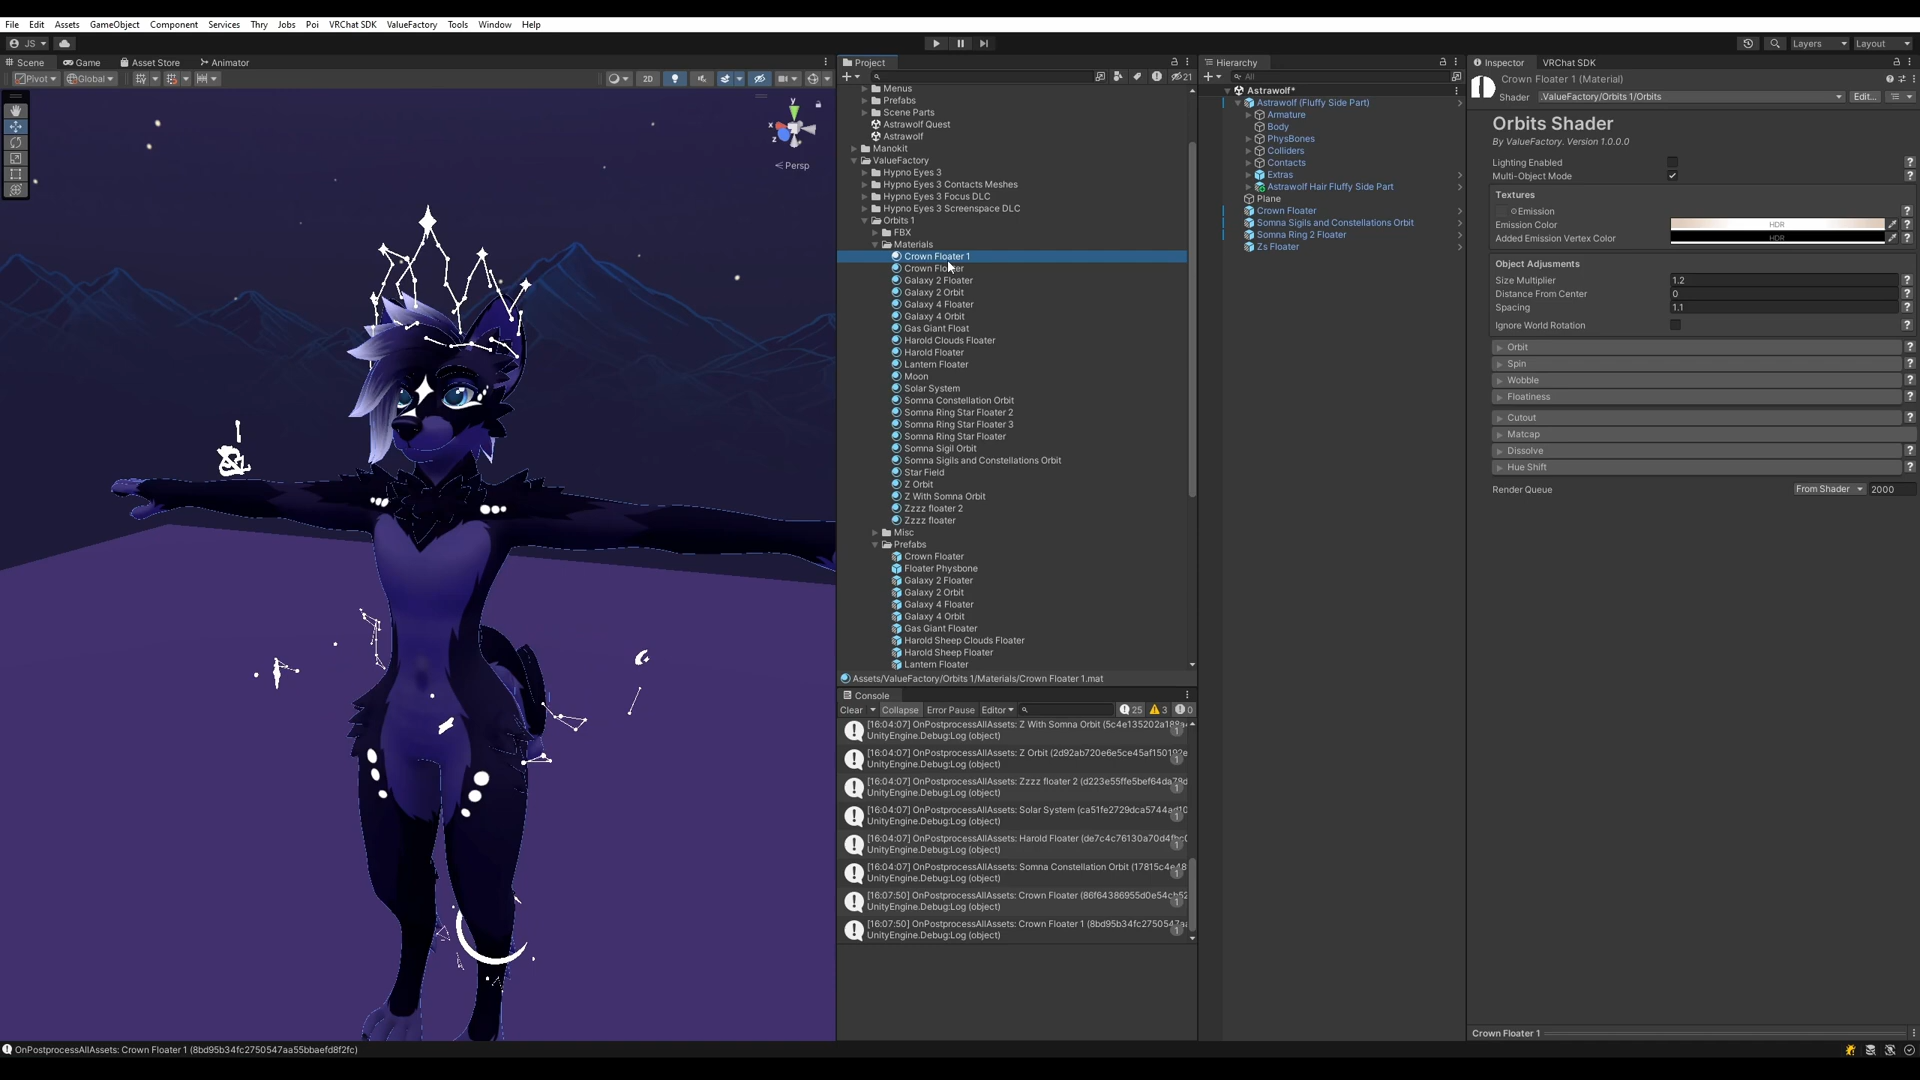 File Edit Assets GameObject Component Services Thry Jobs Poi VRChat SDK ValueFactory Tools Window Help
JS
Layers Layout
Scene Game Asset Store Animator
Pivot Global
2D
y
x
z
Persp
Project
21
Menus
Prefabs
Scene Parts
Astrawolf Quest
Astrawolf
Manokit
ValueFactory
Hypno Eyes 3
Hypno Eyes 3 Contacts Meshes
Hypno Eyes 3 Focus DLC
Hypno Eyes 3 Screenspace DLC
Orbits 1
FBX
Materials
Crown Floater 1
Crown Floater
Galaxy 2 Floater
Galaxy 2 Orbit
Galaxy 4 Floater
Galaxy 4 Orbit
Gas Giant Float
Harold Clouds Floater
Harold Floater
Lantern Floater
Moon
Solar System
Somna Constellation Orbit
Somna Ring Star Floater 2
Somna Ring Star Floater 3
Somna Ring Star Floater
Somna Sigil Orbit
Somna Sigils and Constellations Orbit
Star Field
Z Orbit
Z With Somna Orbit
Zzzz floater 2
Zzzz floater
Misc
Prefabs
Crown Floater
Floater Physbone
Galaxy 2 Floater
Galaxy 2 Orbit
Galaxy 4 Floater
Galaxy 4 Orbit
Gas Giant Floater
Harold Sheep Clouds Floater
Harold Sheep Floater
Lantern Floater
Assets/ValueFactory/Orbits 1/Materials/Crown Floater 1.mat
Console
Clear Collapse Error Pause Editor 25 3 0
[16:04:07] OnPostprocessAllAssets: Z With Somna Orbit
UnityEngine.Debug:Log (object)
[16:04:07] OnPostprocessAllAssets: Z Orbit
UnityEngine.Debug:Log (object)
[16:04:07] OnPostprocessAllAssets: Zzzz floater 2
UnityEngine.Debug:Log (object)
[16:04:07] OnPostprocessAllAssets: Solar System
UnityEngine.Debug:Log (object)
[16:04:07] OnPostprocessAllAssets: Harold Floater
UnityEngine.Debug:Log (object)
[16:04:07] OnPostprocessAllAssets: Somna Constellation Orbit
UnityEngine.Debug:Log (object)
[16:07:50] OnPostprocessAllAssets: Crown Floater
UnityEngine.Debug:Log (object)
[16:07:50] OnPostprocessAllAssets: Crown Floater 1
UnityEngine.Debug:Log (object)
Hierarchy
All
Astrawolf*
Astrawolf (Fluffy Side Part)
Armature
Body
PhysBones
Colliders
Contacts
Extras
Astrawolf Hair Fluffy Side Part
Plane
Crown Floater
Somna Sigils and Constellations Orbit
Somna Ring 2 Floater
Zs Floater
Inspector VRChat SDK
Crown Floater 1 (Material)
Shader .ValueFactory/Orbits 1/Orbits Edit...
Orbits Shader
By ValueFactory. Version 1.0.0.0
Lighting Enabled
Multi-Object Mode
Textures
Emission
Emission Color HDR
Added Emission Vertex Color HDR
Object Adjusments
Size Multiplier 1.2
Distance From Center 0
Spacing 1.1
Ignore World Rotation
Orbit
Spin
Wobble
Floatiness
Cutout
Matcap
Dissolve
Hue Shift
Render Queue From Shader 2000
Crown Floater 1
OnPostprocessAllAssets: Crown Floater 1 (8bd95b34fc2750547aa55bbaefd8f2fc)